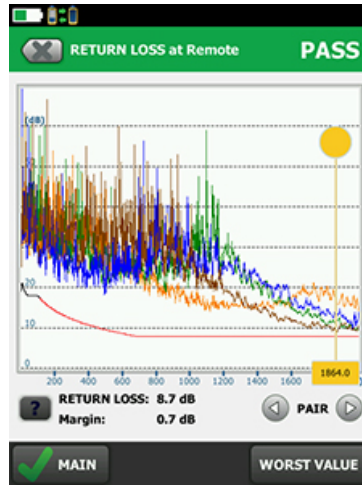 RETURN LOSS at Remote
PASS
(dB)
20
10
0
200 400 600 800 1000 1200 1400 1600
1864.0
? RETURN LOSS: 8.7 dB
Margin: 0.7 dB
PAIR
MAIN
WORST VALUE